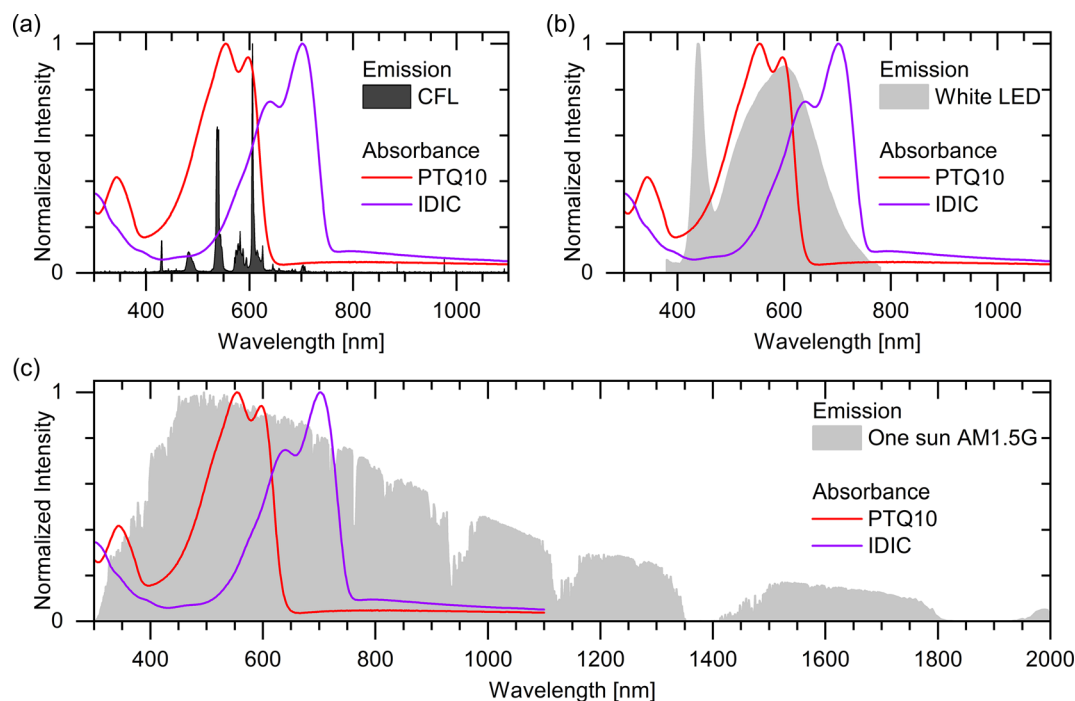 (a)
1
0
Normalized Intensity
400
600
800
1000
Wavelength [nm]
Emission
CFL
Absorbance
PTQ10
IDIC
(b)
1
0
Normalized Intensity
400
600
800
1000
Wavelength [nm]
Emission
White LED
Absorbance
PTQ10
IDIC
(c)
1
0
Normalized Intensity
400
600
800
1000
1200
1400
1600
1800
2000
Wavelength [nm]
Emission
One sun AM1.5G
Absorbance
PTQ10
IDIC